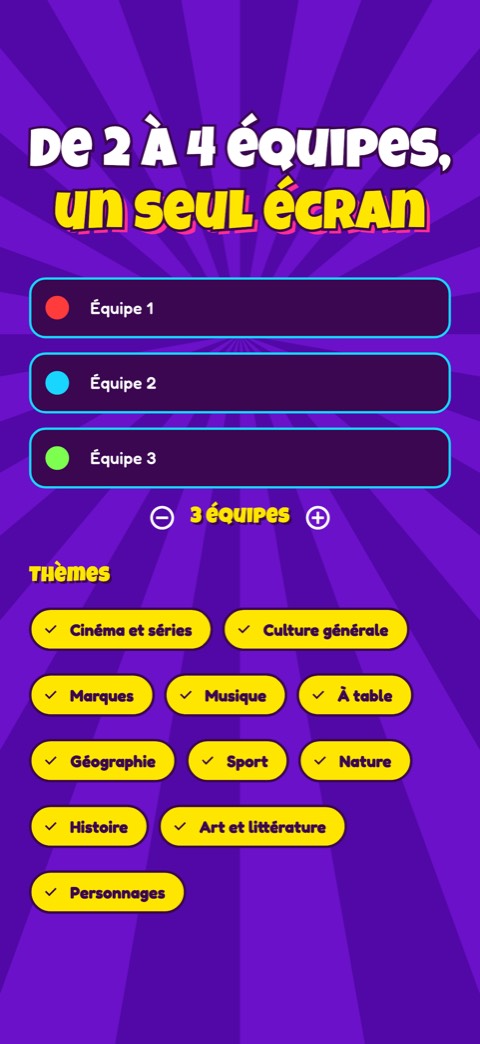 De 2 À 4 équipes,
un seul écran
Équipe 1
Équipe 2
Équipe 3
3 équipes
Thèmes
Cinéma et séries
Culture générale
Marques
Musique
À table
Géographie
Sport
Nature
Histoire
Art et littérature
Personnages